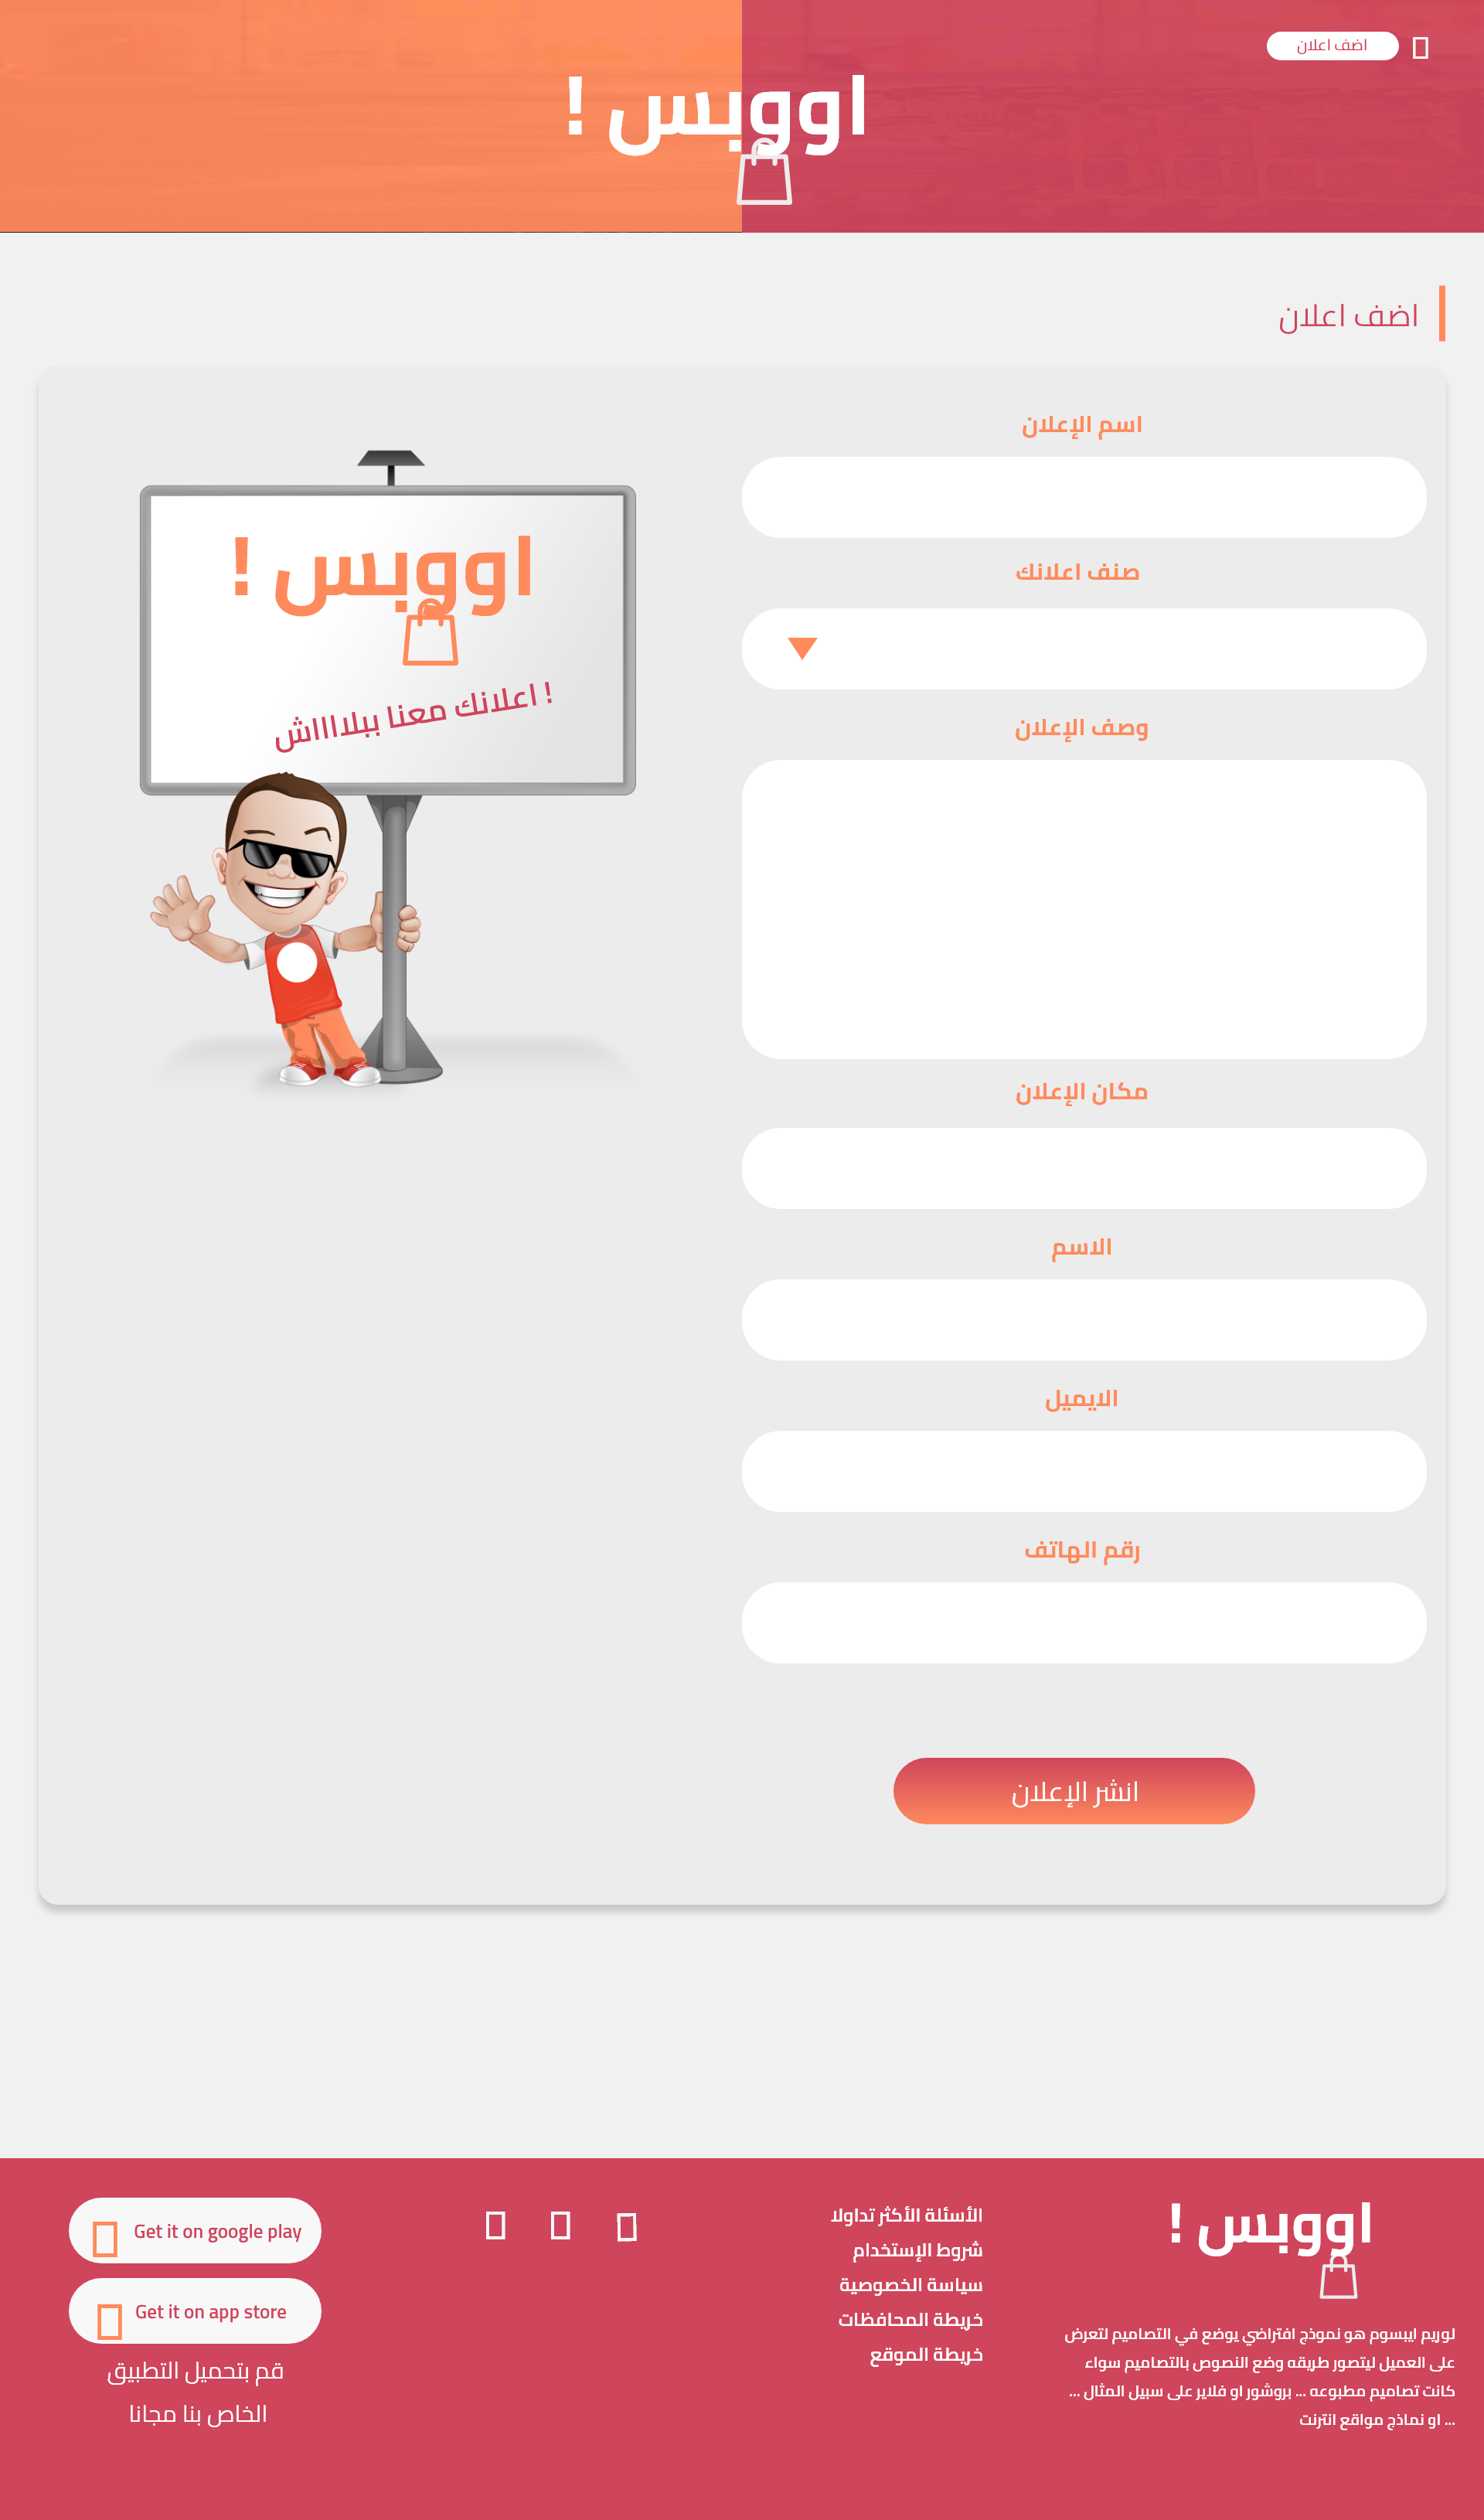 اضف اعلان
اووبس !
اضف اعلان
اسم الإعلان
صنف اعلانك
وصف الإعلان
مكان الإعلان
الاسم
الايميل
رقم الهاتف
انشر الإعلان
اووبس !
اعلانك معنا ببلااااش !
اووبس !
لوريم ايبسوم هو نموذج افتراضي يوضع في التصاميم لتعرض
على العميل ليتصور طريقه وضع النصوص بالتصاميم سواء
كانت تصاميم مطبوعه ... بروشور او فلاير على سبيل المثال ...
... او نماذج مواقع انترنت
الأسئلة الأكثر تداولا
شروط الإستخدام
سياسة الخصوصية
خريطة المحافظات
خريطة الموقع
Get it on google play
Get it on app store
قم بتحميل التطبيق
الخاص بنا مجانا